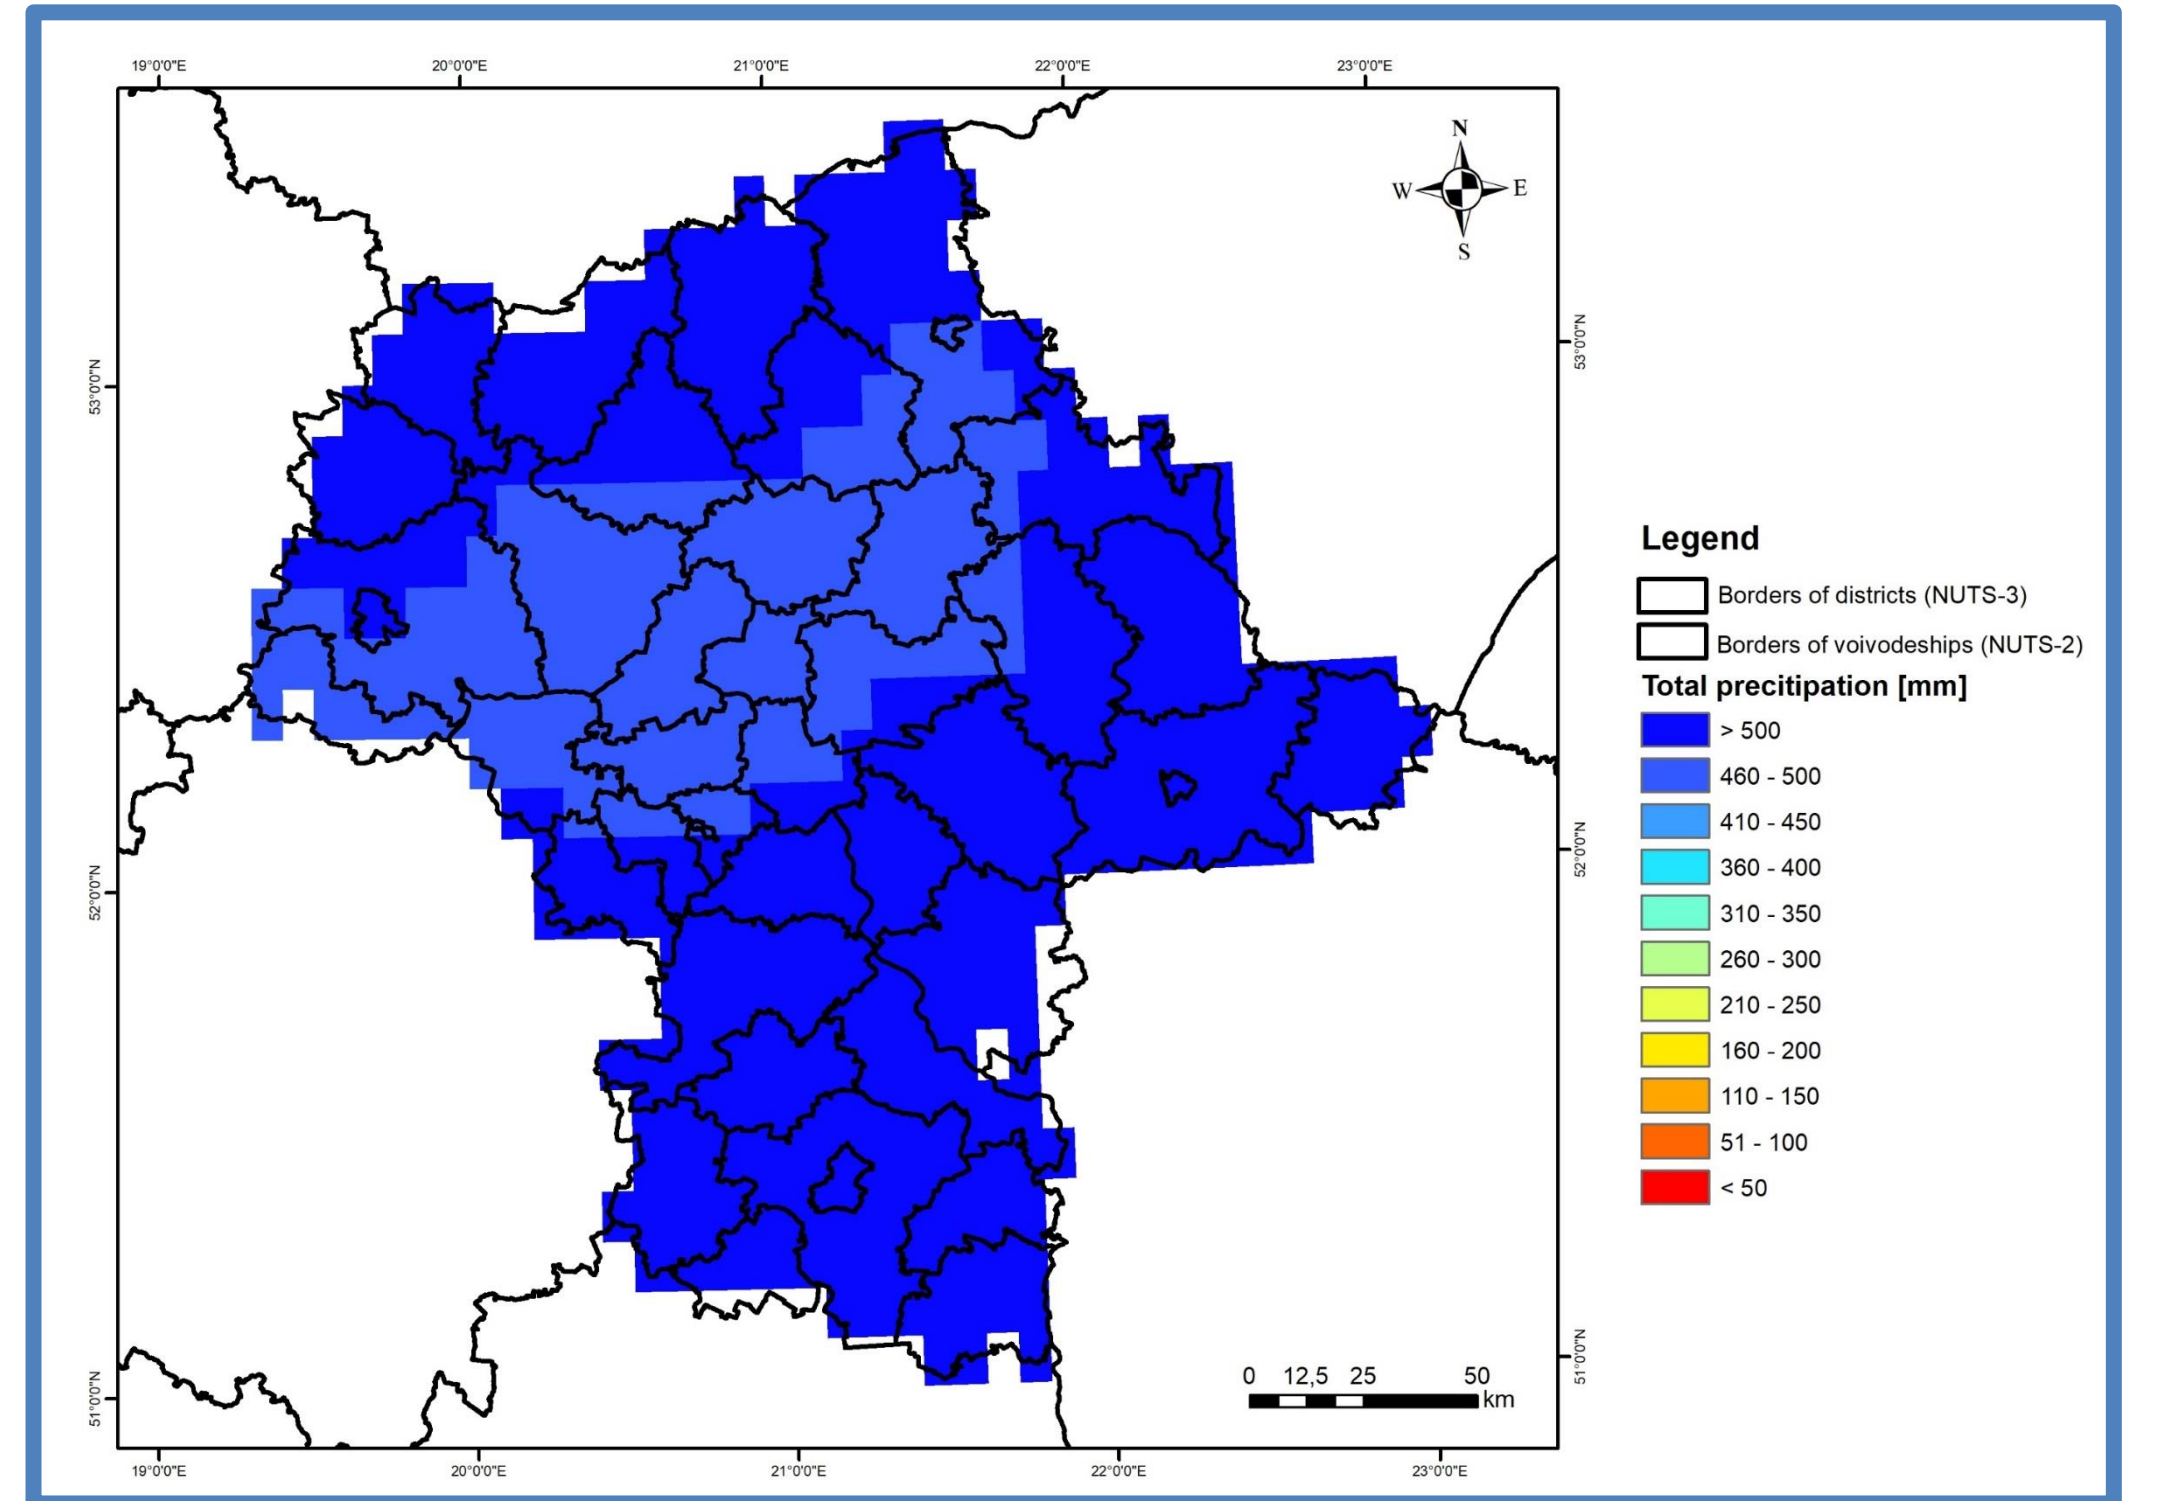 19°0'0"E 20°0'0"E 21°0'0"E 22°0'0"E 23°0'0"E
N
W E
S
53°0'0"N
53°0'0"N
52°0'0"N
52°0'0"N
51°0'0"N
51°0'0"N
Legend
Borders of districts (NUTS-3)
Borders of voivodeships (NUTS-2)
Total precitipation [mm]
> 500
460 - 500
410 - 450
360 - 400
310 - 350
260 - 300
210 - 250
160 - 200
110 - 150
51 - 100
< 50
0 12,5 25 50
km
19°0'0"E 20°0'0"E 21°0'0"E 22°0'0"E 23°0'0"E